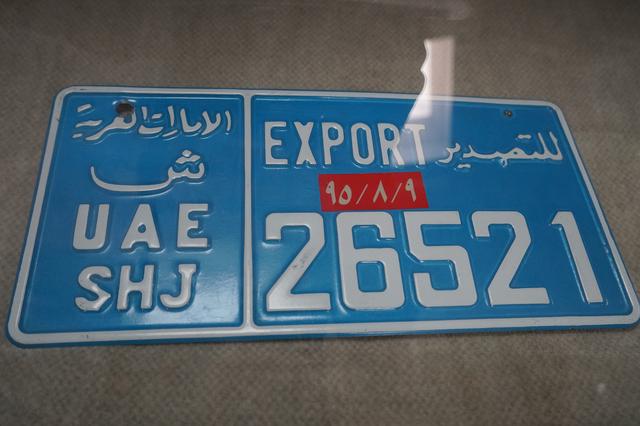 الامارات العربية
ش
UAE
SHJ
EXPORT للتصدير
٩٥/٨/٩
26521